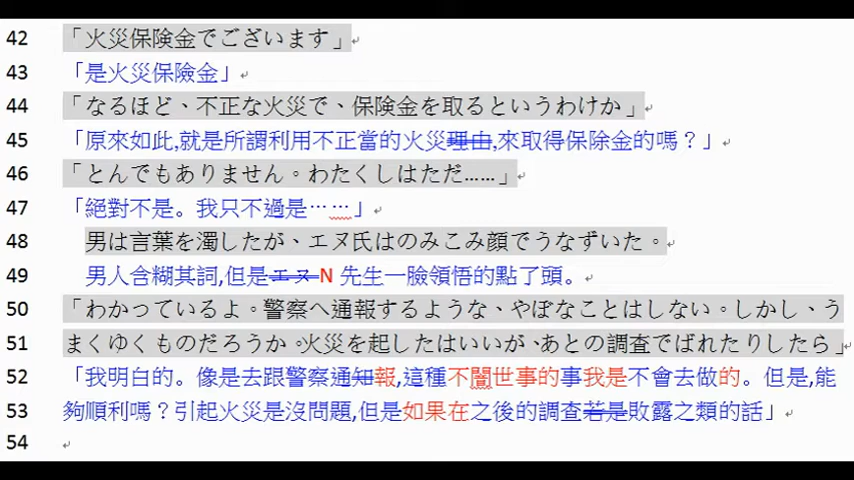 42 「火災保険金でございます」
43 「是火災保險金」
44 「なるほど、不正な火災で、保険金を取るというわけか」
45 「原來如此,就是所謂利用不正當的火災理由,來取得保除金的嗎？」
46 「とんでもありません。わたくしはただ……」
47 「絕對不是。我只不過是……」
48 男は言葉を濁したが、エヌ氏はのみこみ顔でうなずいた。
49 男人含糊其詞,但是エヌN 先生一臉領悟的點了頭。
50 「わかっているよ。警察へ通報するような、やぼなことはしない。しかし、う
51 まくゆくものだろうか。火災を起したはいいが、あとの調査でばれたりしたら」
52 「我明白的。像是去跟警察通知報,這種不闇世事的事我是不會去做的。但是,能
53 夠順利嗎？引起火災是沒問題,但是如果在之後的調查若是敗露之類的話」
54